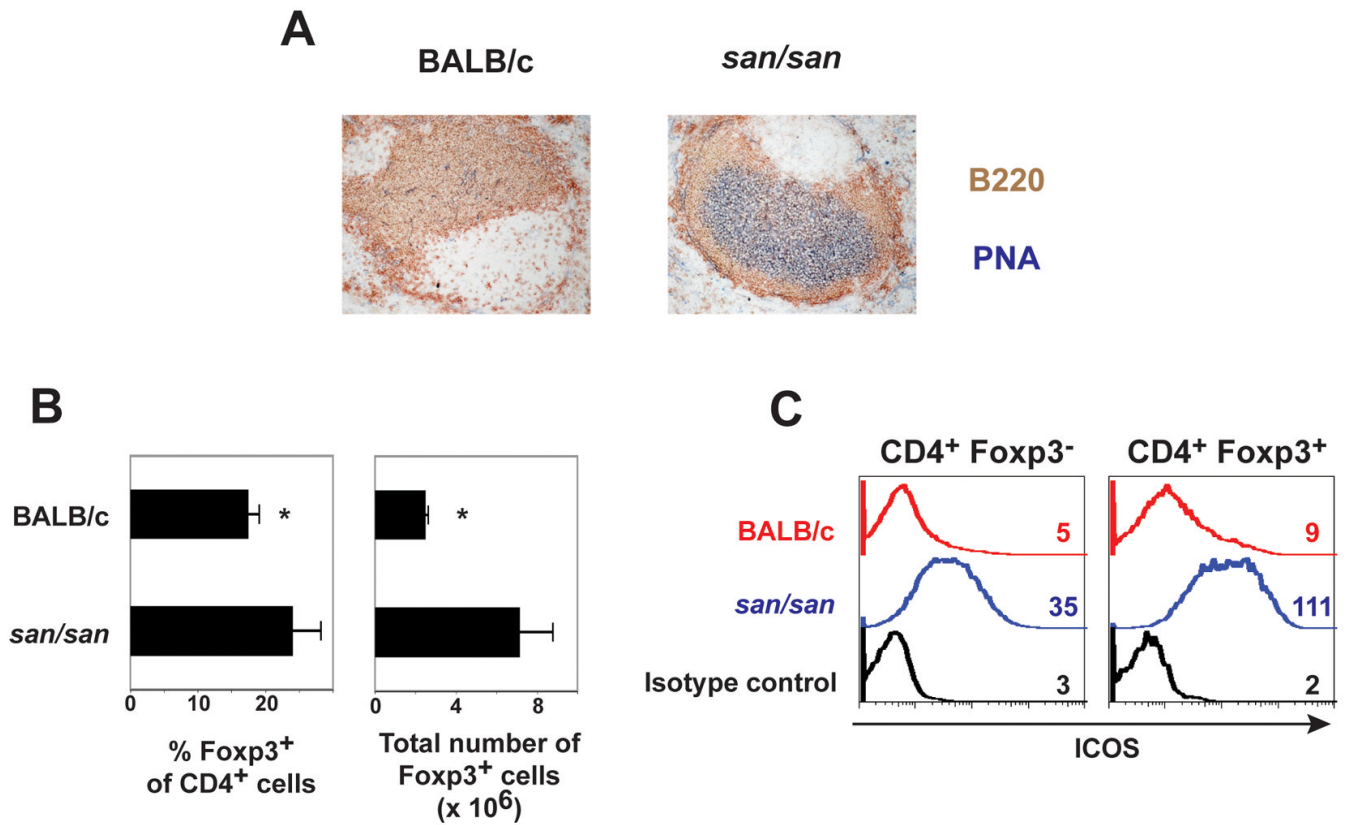 A
BALB/c
san/san
B220
PNA
B
BALB/c
*
*
san/san
0
20
0
4
8
% Foxp3+
of CD4+ cells
Total number of
Foxp3+ cells
(x 10⁶)
C
CD4+ Foxp3-
CD4+ Foxp3+
BALB/c
5
9
san/san
35
111
Isotype control
3
2
ICOS